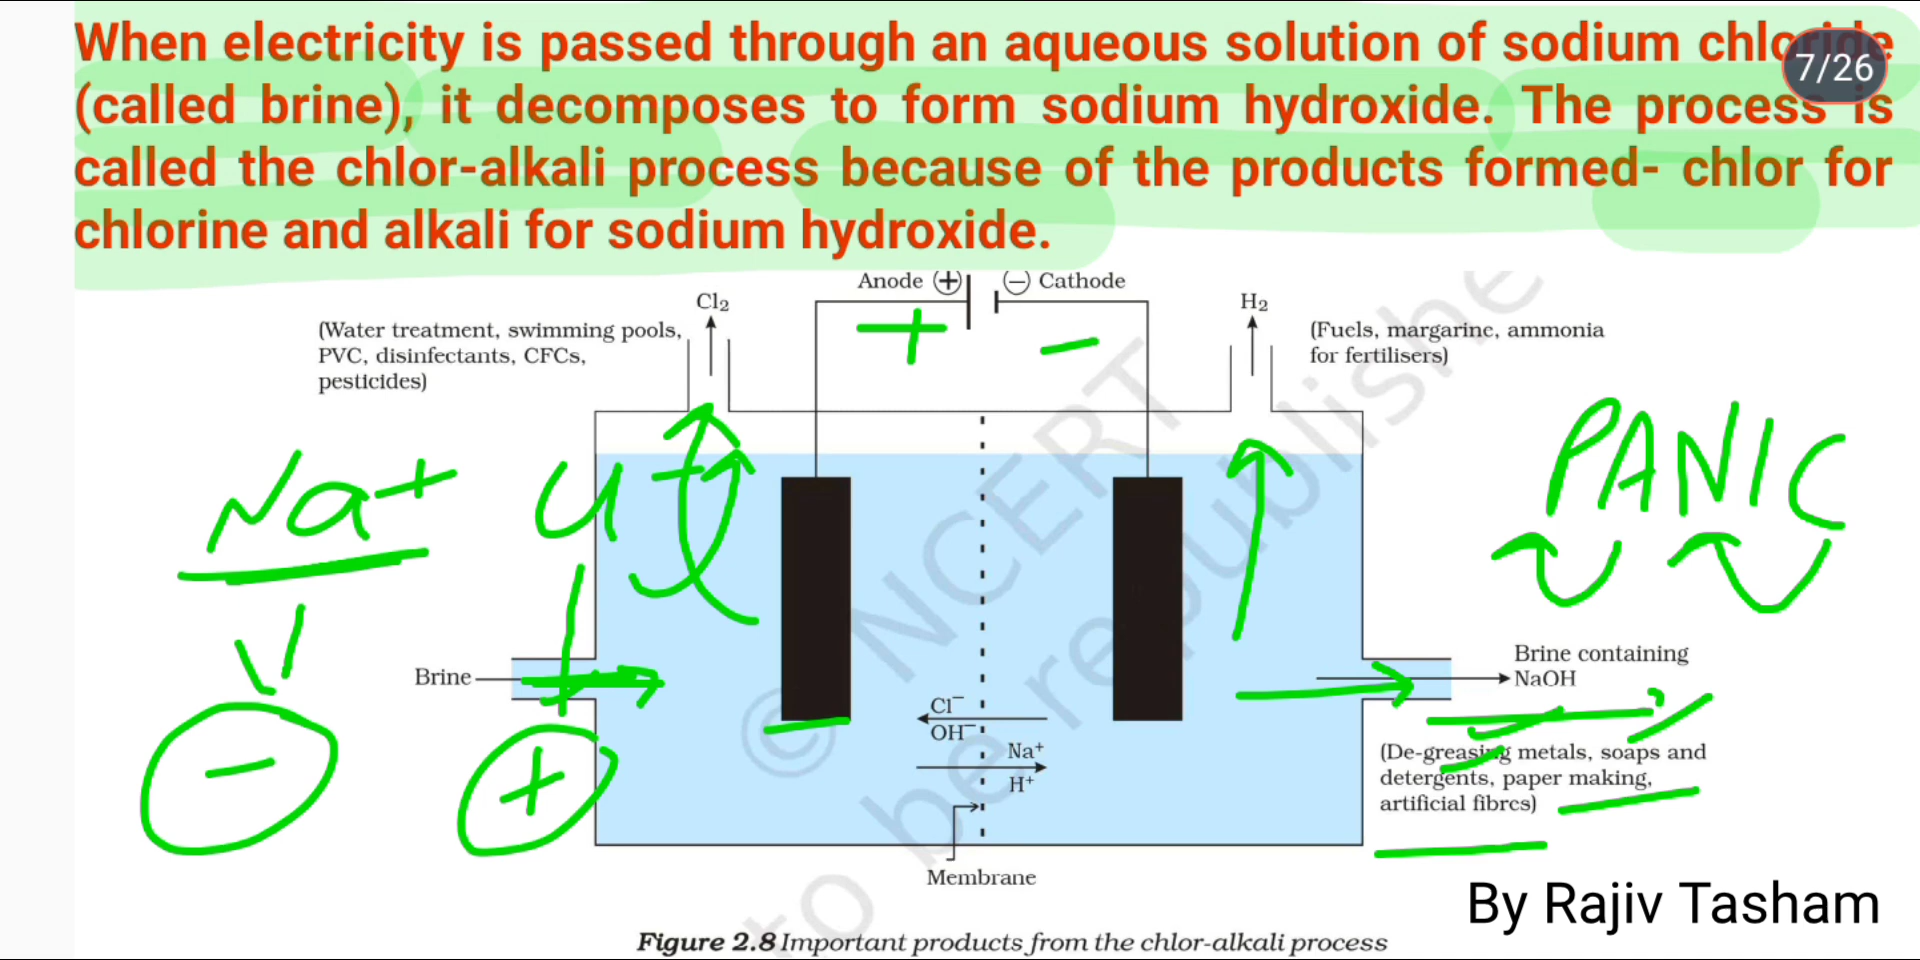 When electricity is passed through an aqueous solution of sodium chloride
7/26
(called brine), it decomposes to form sodium hydroxide. The process is
called the chlor-alkali process because of the products formed- chlor for
chlorine and alkali for sodium hydroxide.
Anode + − Cathode
Cl2
H2
(Water treatment, swimming pools,
PVC, disinfectants, CFCs,
pesticides)
(Fuels, margarine, ammonia
for fertilisers)
+ −
PANIC
Na+
Cl−
Brine
Brine containing
NaOH
Cl−
OH−
Na+
H+
(De-greasing metals, soaps and
detergents, paper making,
artificial fibres)
−
+
Membrane
© NCERT
to be republishe
By Rajiv Tasham
Figure 2.8 Important products from the chlor-alkali process